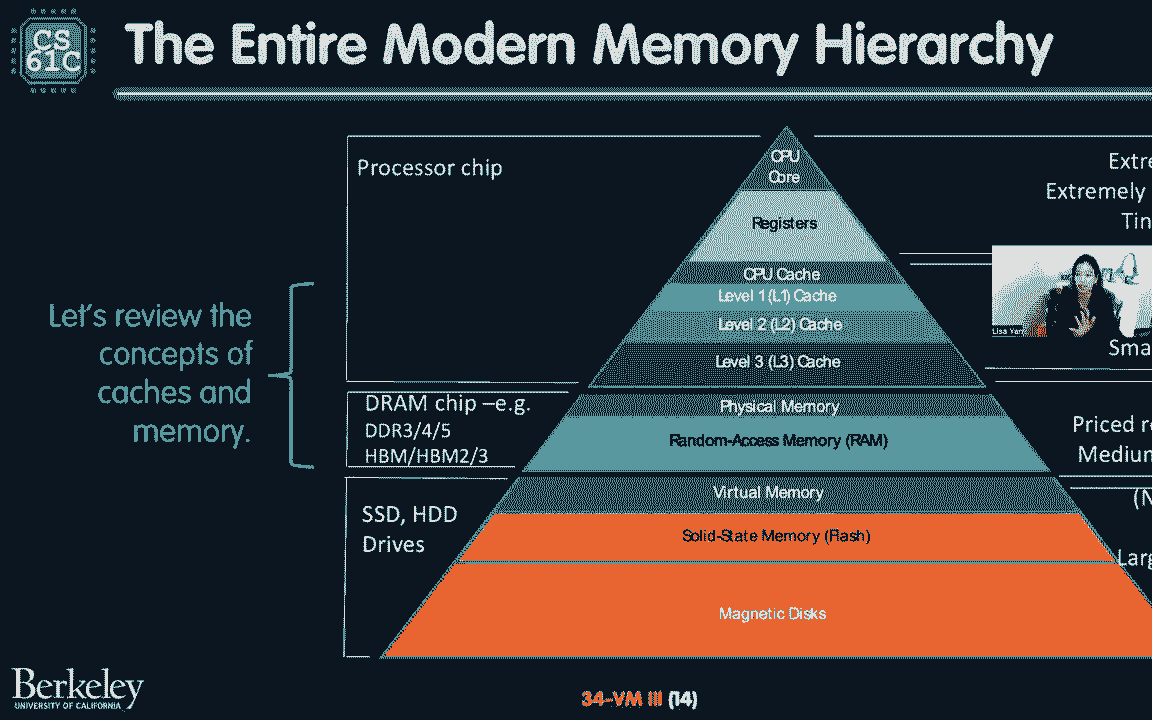 CS
61C
The Entire Modern Memory Hierarchy
Processor chip
CPU
Core
Registers
CPU Cache
Level 1 (L1) Cache
Level 2 (L2) Cache
Level 3 (L3) Cache
Let's review the
concepts of
caches and
memory.
DRAM chip –e.g.
DDR3/4/5
HBM/HBM2/3
Physical Memory
Random-Access Memory (RAM)
SSD, HDD
Drives
Virtual Memory
Solid-State Memory (Flash)
Magnetic Disks
Extre
Extremely
Tin
Lisa Yan
Sma
Priced re
Medium
(N
Larg
Berkeley
UNIVERSITY OF CALIFORNIA
34-VM III (14)